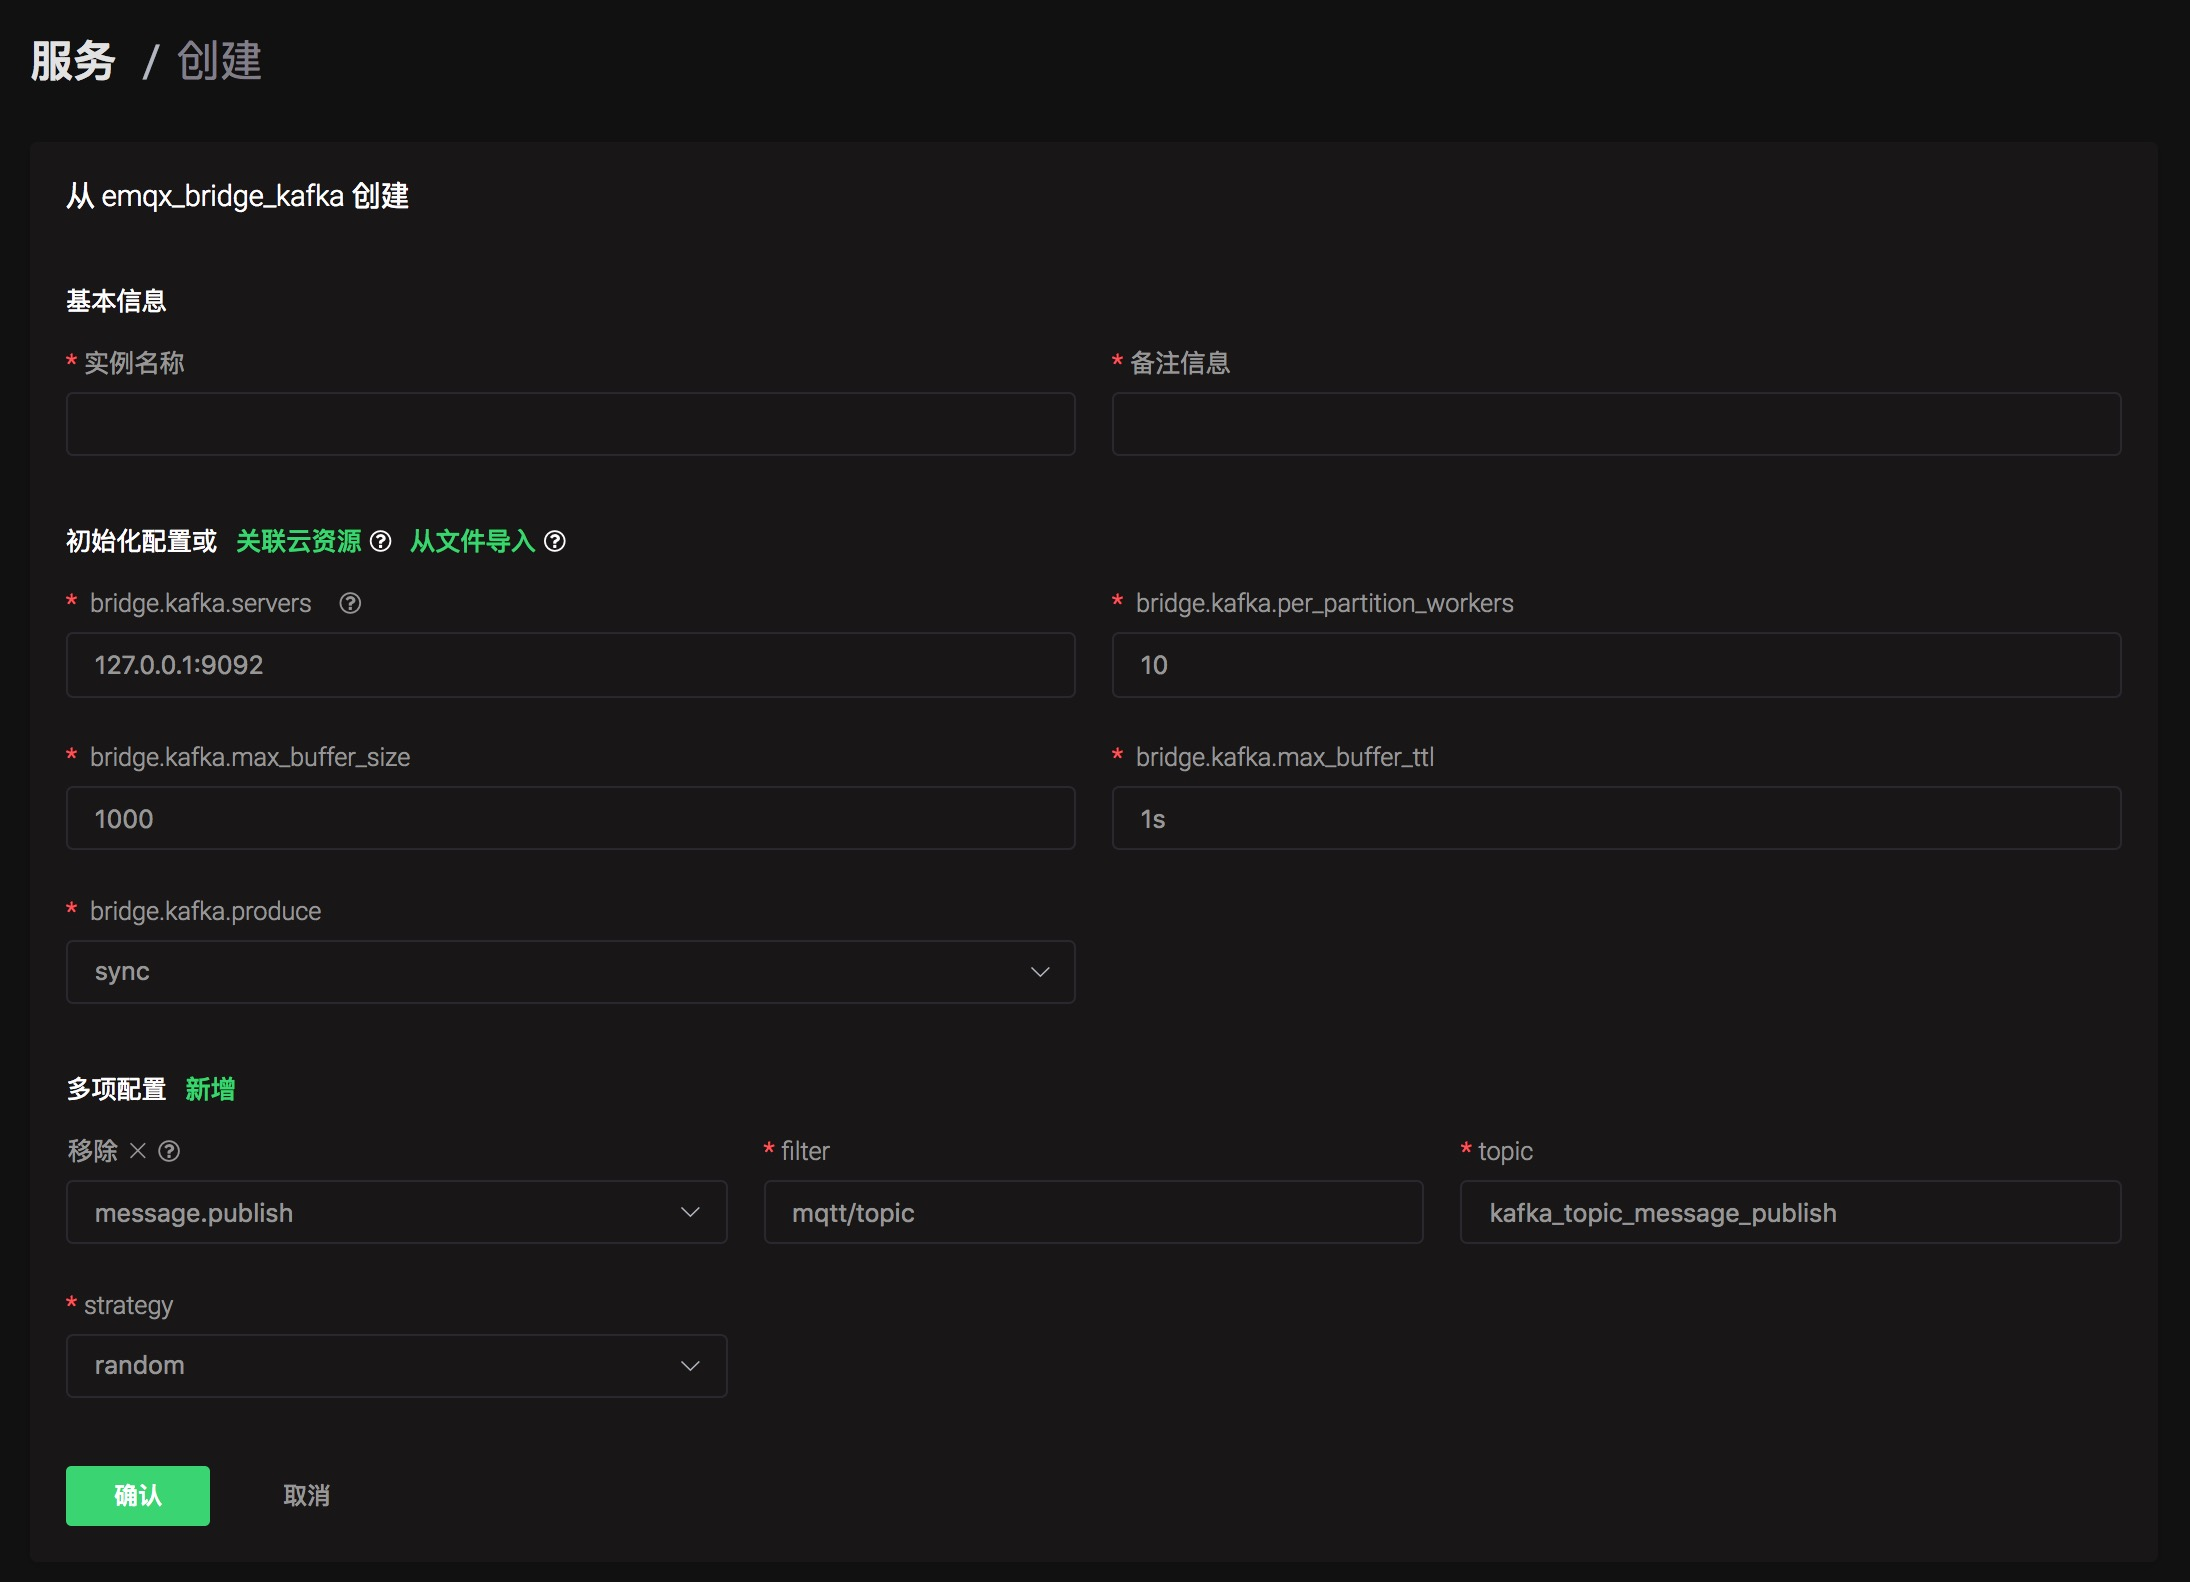 服务 / 创建
从 emqx_bridge_kafka 创建
基本信息
* 实例名称
* 备注信息
初始化配置或 关联云资源 ? 从文件导入 ?
* bridge.kafka.servers ?
* bridge.kafka.per_partition_workers
127.0.0.1:9092
10
* bridge.kafka.max_buffer_size
* bridge.kafka.max_buffer_ttl
1000
1s
* bridge.kafka.produce
sync
多项配置 新增
移除 × ?
* filter
* topic
message.publish
mqtt/topic
kafka_topic_message_publish
* strategy
random
确认
取消